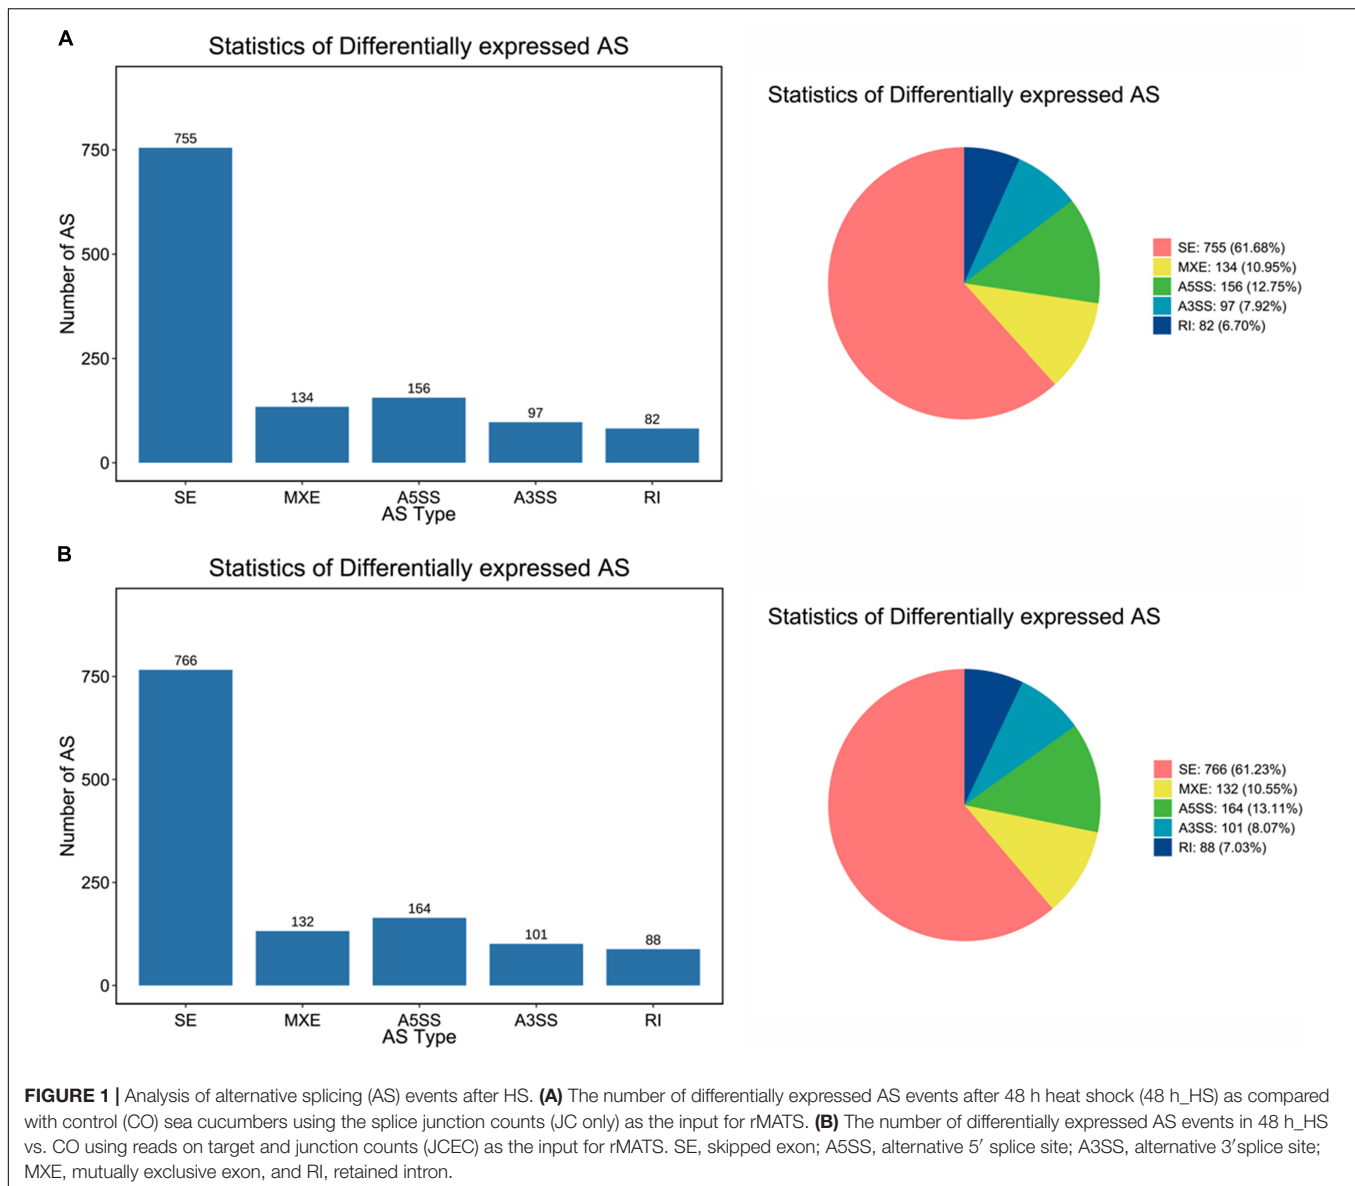 A
Statistics of Differentially expressed AS
Number of AS
750
500
250
0
755
134
156
97
82
SE
MXE
A5SS
A3SS
RI
AS Type
Statistics of Differentially expressed AS
SE: 755 (61.68%)
MXE: 134 (10.95%)
A5SS: 156 (12.75%)
A3SS: 97 (7.92%)
RI: 82 (6.70%)
B
Statistics of Differentially expressed AS
Number of AS
750
500
250
0
766
132
164
101
88
SE
MXE
A5SS
A3SS
RI
AS Type
Statistics of Differentially expressed AS
SE: 766 (61.23%)
MXE: 132 (10.55%)
A5SS: 164 (13.11%)
A3SS: 101 (8.07%)
RI: 88 (7.03%)
FIGURE 1 | Analysis of alternative splicing (AS) events after HS. (A) The number of differentially expressed AS events after 48 h heat shock (48 h_HS) as compared
with control (CO) sea cucumbers using the splice junction counts (JC only) as the input for rMATS. (B) The number of differentially expressed AS events in 48 h_HS
vs. CO using reads on target and junction counts (JCEC) as the input for rMATS. SE, skipped exon; A5SS, alternative 5′ splice site; A3SS, alternative 3′splice site;
MXE, mutually exclusive exon, and RI, retained intron.